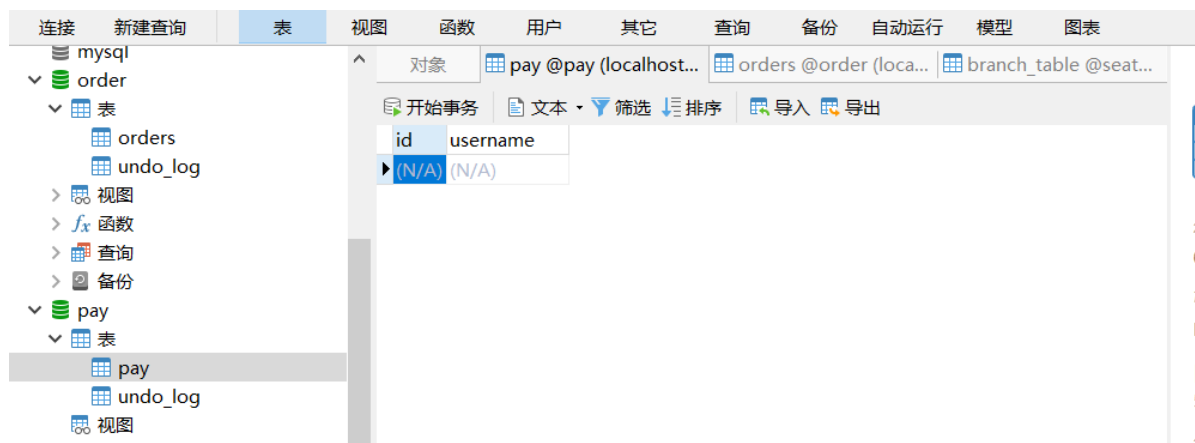 连接 新建查询 表 视图 函数 用户 其它 查询 备份 自动运行 模型 图表
mysql
order
表
orders
undo_log
视图
fx 函数
查询
备份
pay
表
pay
undo_log
视图
对象 pay @pay (localhost... orders @order (loca... branch_table @seat...
开始事务 文本 筛选 排序 导入 导出
id username
(N/A) (N/A)